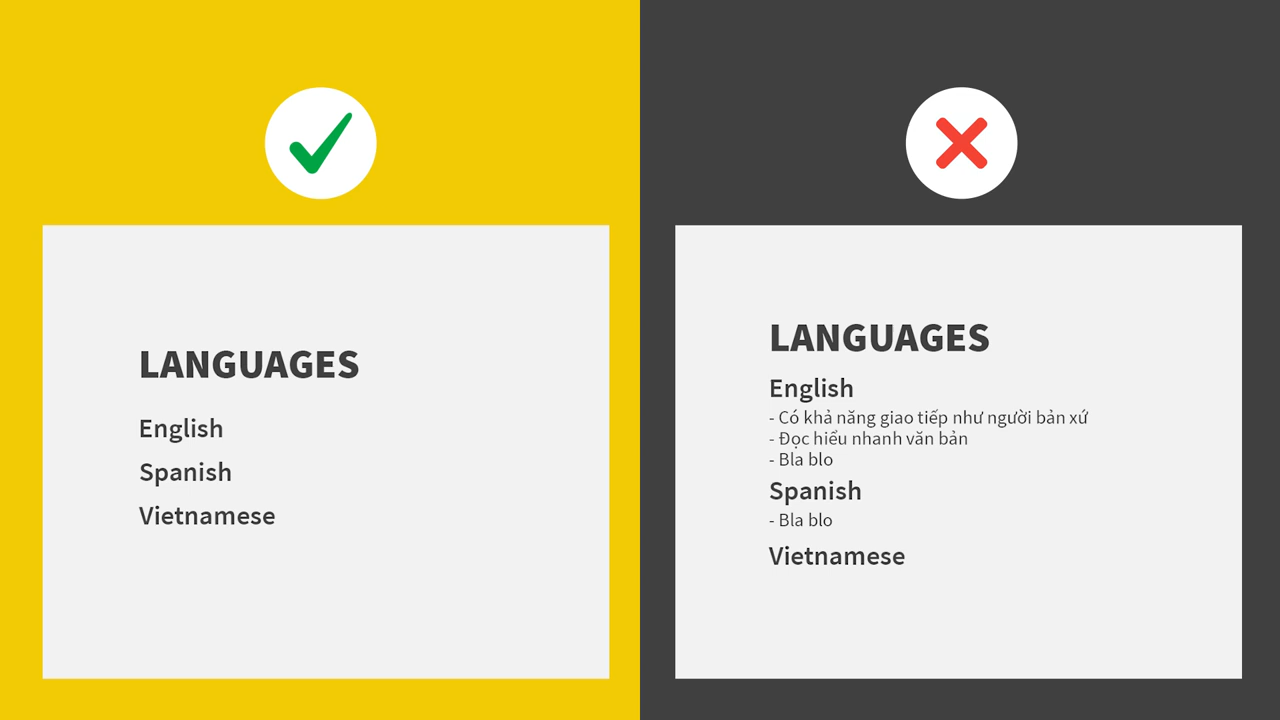 LANGUAGES
English
Spanish
Vietnamese
LANGUAGES
English
- Có khả năng giao tiếp như người bản xứ
- Đọc hiểu nhanh văn bản
- Bla blo
Spanish
- Bla blo
Vietnamese